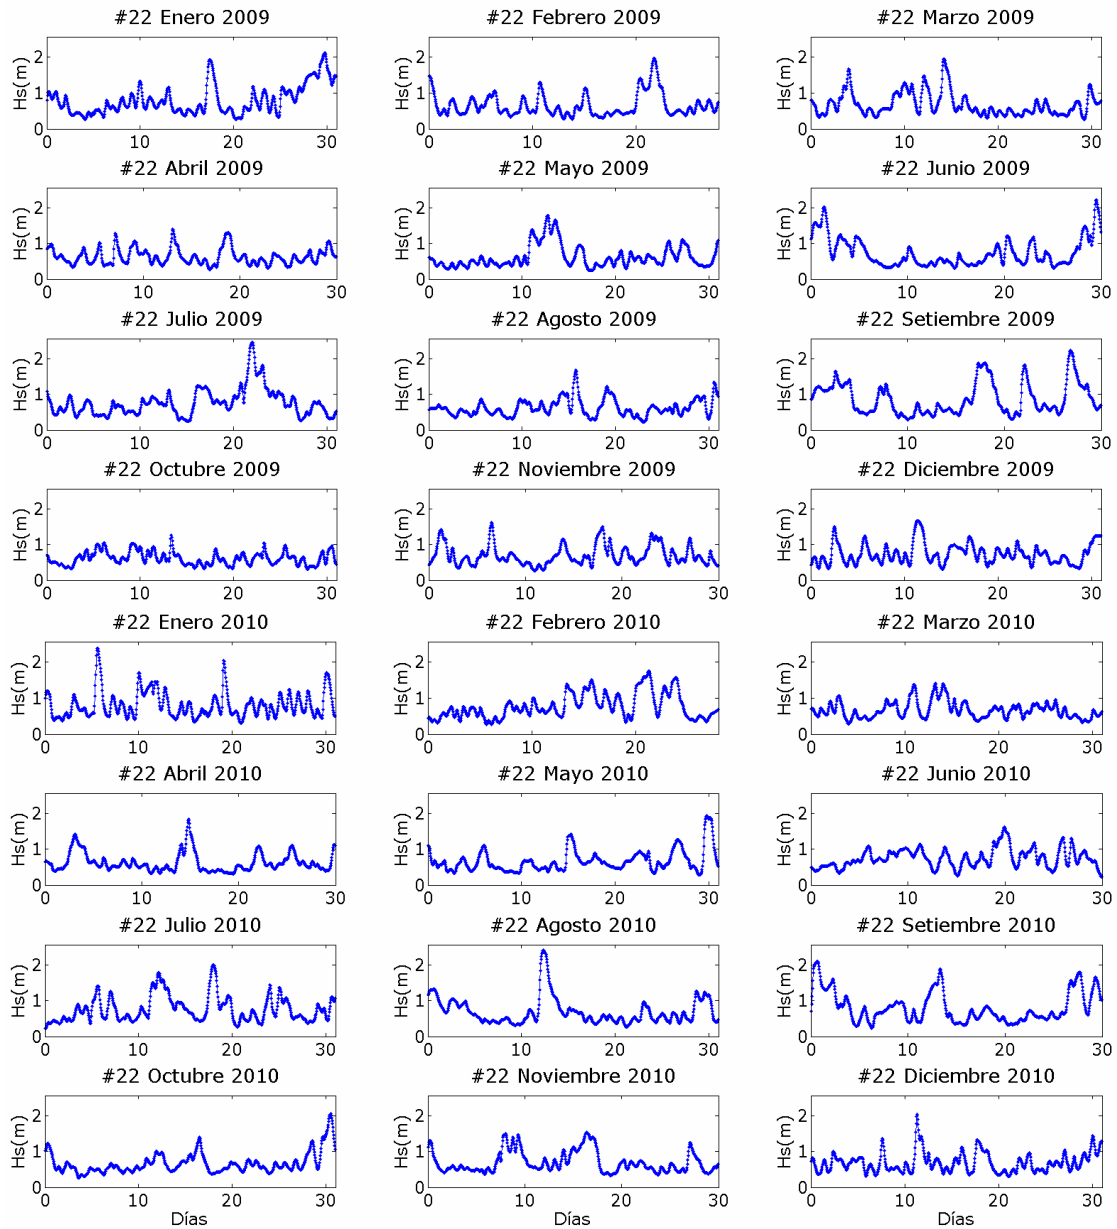 #22 Enero 2009
#22 Febrero 2009
#22 Marzo 2009
Hs(m)
2
1
0
0 10 20 30
Hs(m)
2
1
0
0 10 20
Hs(m)
2
1
0
0 10 20 30
#22 Abril 2009
#22 Mayo 2009
#22 Junio 2009
Hs(m)
2
1
0
0 10 20 30
Hs(m)
2
1
0
0 10 20 30
Hs(m)
2
1
0
0 10 20 30
#22 Julio 2009
#22 Agosto 2009
#22 Setiembre 2009
Hs(m)
2
1
0
0 10 20 30
Hs(m)
2
1
0
0 10 20 30
Hs(m)
2
1
0
0 10 20 30
#22 Octubre 2009
#22 Noviembre 2009
#22 Diciembre 2009
Hs(m)
2
1
0
0 10 20 30
Hs(m)
2
1
0
0 10 20 30
Hs(m)
2
1
0
0 10 20 30
#22 Enero 2010
#22 Febrero 2010
#22 Marzo 2010
Hs(m)
2
1
0
0 10 20 30
Hs(m)
2
1
0
0 10 20
Hs(m)
2
1
0
0 10 20 30
#22 Abril 2010
#22 Mayo 2010
#22 Junio 2010
Hs(m)
2
1
0
0 10 20 30
Hs(m)
2
1
0
0 10 20 30
Hs(m)
2
1
0
0 10 20 30
#22 Julio 2010
#22 Agosto 2010
#22 Setiembre 2010
Hs(m)
2
1
0
0 10 20 30
Hs(m)
2
1
0
0 10 20 30
Hs(m)
2
1
0
0 10 20 30
#22 Octubre 2010
#22 Noviembre 2010
#22 Diciembre 2010
Hs(m)
2
1
0
0 10 20 30
Días
Hs(m)
2
1
0
0 10 20 30
Días
Hs(m)
2
1
0
0 10 20 30
Días